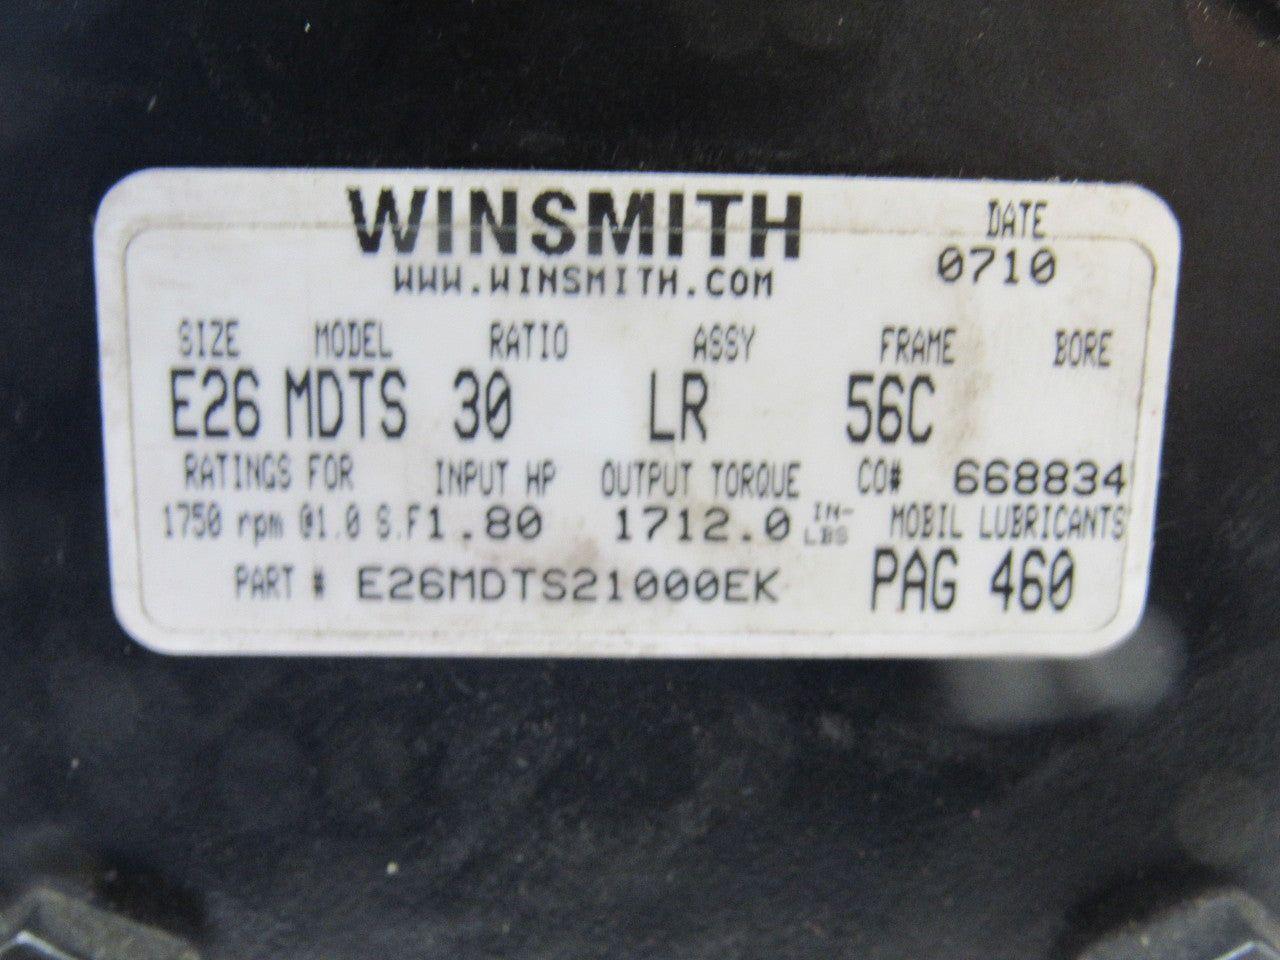 WINSMITH
WWW.WINSMITH.COM
DATE
0710
SIZE MODEL RATIO ASSY FRAME BORE
E26 MDTS 30 LR 56C
RATINGS FOR INPUT HP OUTPUT TORQUE CO# 668834
1750 rpm @1.0 S.F 1.80 1712.0 IN-LBS MOBIL LUBRICANTS
PART # E26MDTS21000EK PAG 460